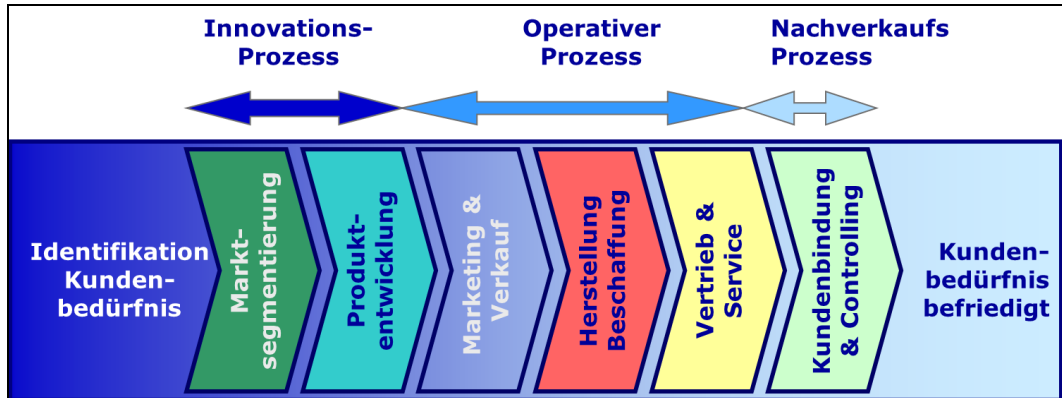 Innovations-
Prozess
Operativer
Prozess
Nachverkaufs
Prozess
Identifikation
Kunden-
bedürfnis
Markt-
segmentierung
Produkt-
entwicklung
Marketing &
Verkauf
Herstellung
Beschaffung
Vertrieb &
Service
Kundenbindung
& Controlling
Kunden-
bedürfnis
befriedigt